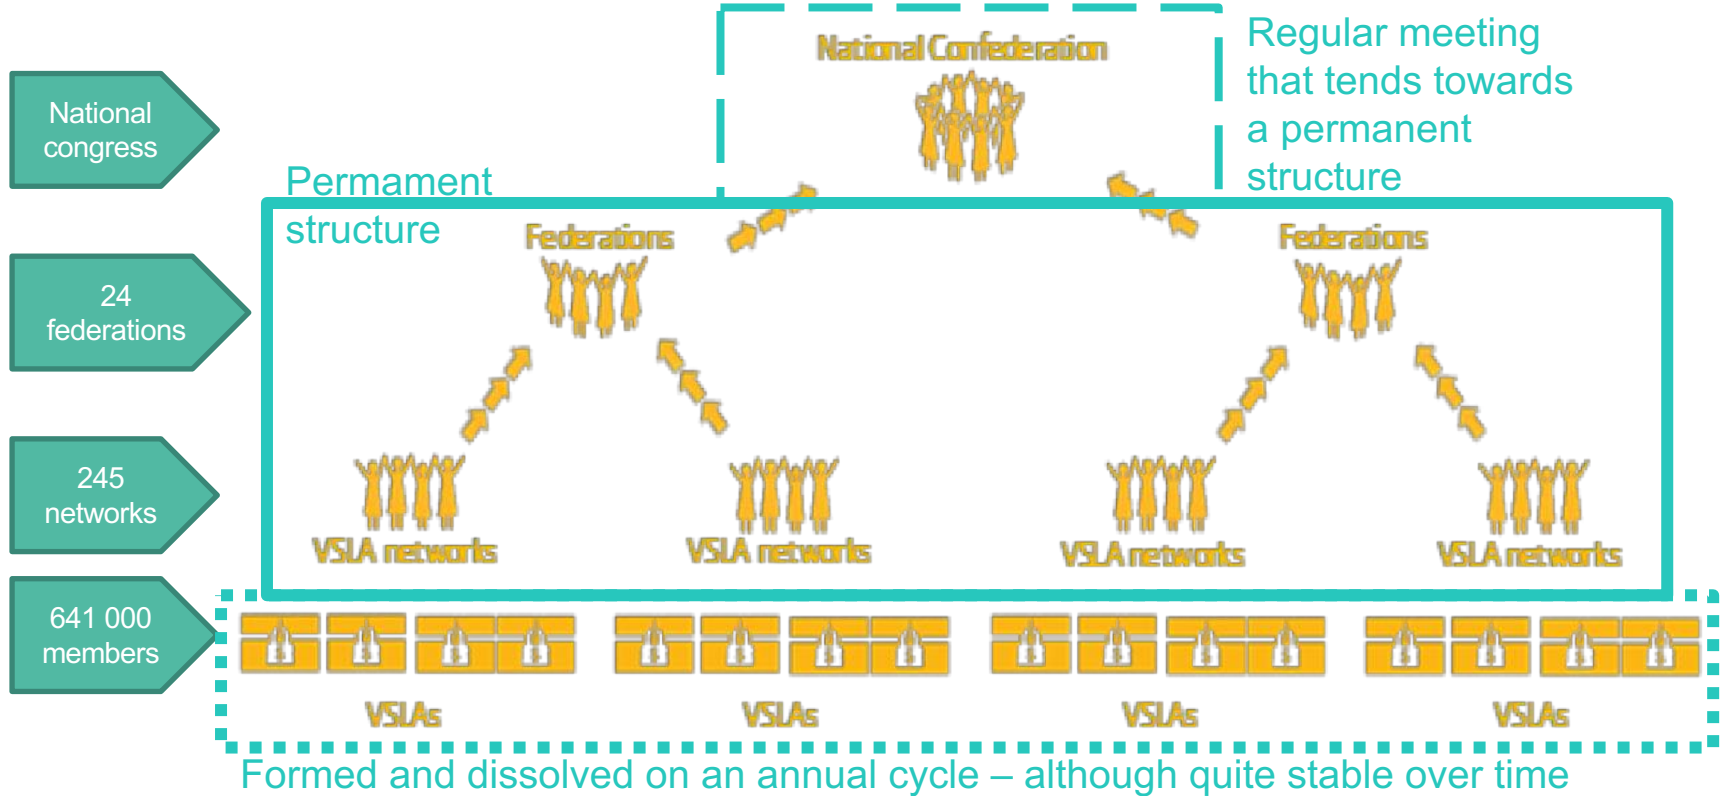 National Confederation
Regular meeting
that tends towards
a permanent
structure
National
congress
Permament
structure
Federations
Federations
24
federations
245
networks
VSLA networks
VSLA networks
VSLA networks
VSLA networks
641 000
members
VSLAs
VSLAs
VSLAs
VSLAs
Formed and dissolved on an annual cycle – although quite stable over time